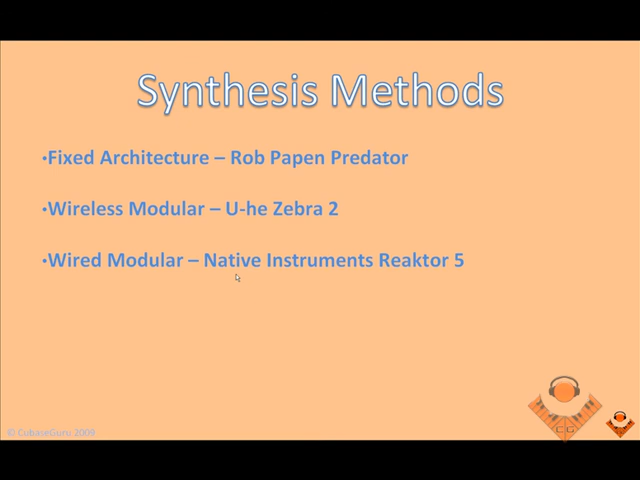 Synthesis Methods
•Fixed Architecture – Rob Papen Predator
•Wireless Modular – U-he Zebra 2
•Wired Modular – Native Instruments Reaktor 5
CG
© CubaseGuru 2009